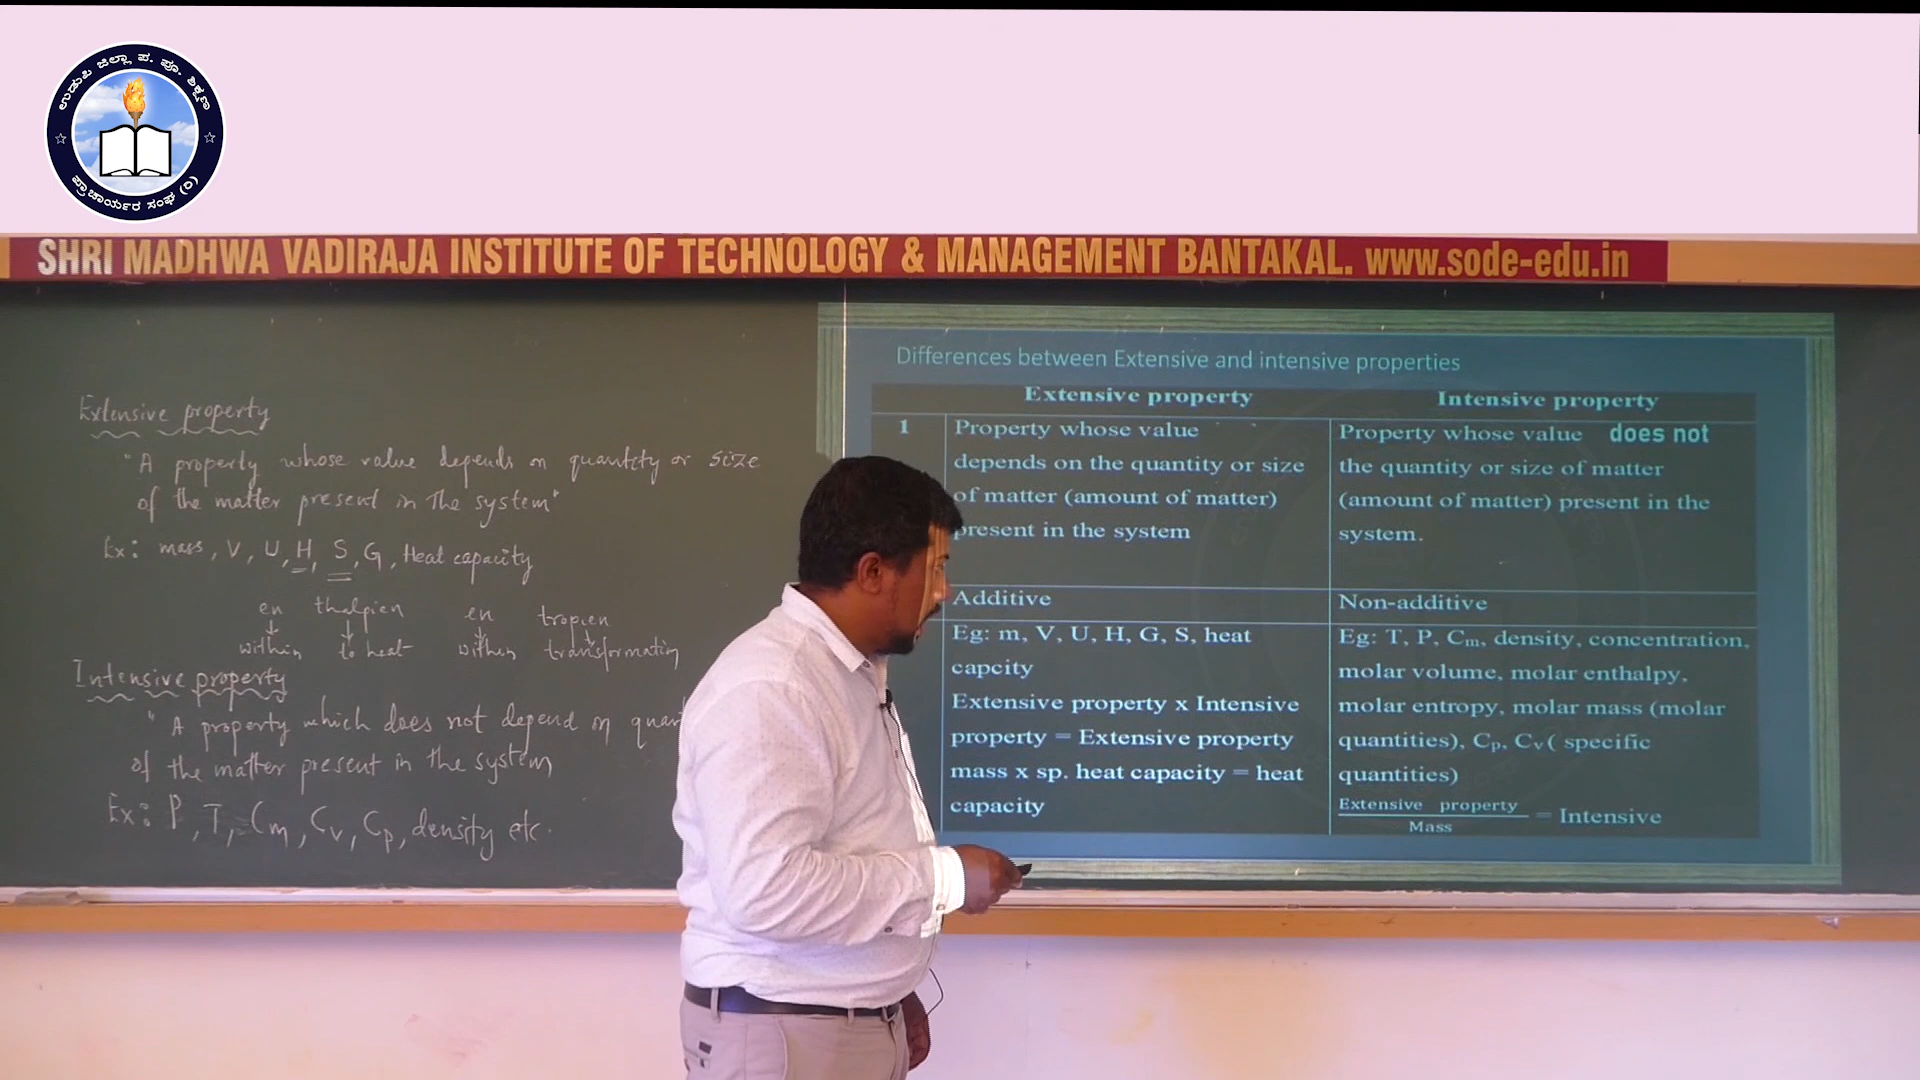 ಉಡುಪಿ ಜಿಲ್ಲಾ ಪ. ಪೂ. ಶಿಕ್ಷಣ
ಪ್ರಾಚಾರ್ಯರ ಸಂಘ (ರಿ)
SHRI MADHWA VADIRAJA INSTITUTE OF TECHNOLOGY & MANAGEMENT BANTAKAL. www.sode-edu.in
Extensive property
"A property whose value depends on quantity or size
of the matter present in the system"
Ex: mass, V, U, H, S, G, Heat capacity
en thalpien en tropien
within to heat within transformation
Intensive property
"A property which does not depend on
of the matter present in the system
Ex: P, T, Cm, Cv, Cp, density etc.
Differences between Extensive and intensive properties
Extensive property Intensive property
1 Property whose value
depends on the quantity or size
of matter (amount of matter)
present in the system
Property whose value does not
the quantity or size of matter
(amount of matter) present in the
system.
Additive
Non-additive
Eg: m, V, U, H, G, S, heat
capcity
Extensive property x Intensive
property = Extensive property
mass x sp. heat capacity = heat
capacity
Eg: T, P, Cm, density, concentration,
molar volume, molar enthalpy,
molar entropy, molar mass (molar
quantities), Cp, Cv( specific
quantities)
Extensive property
Mass
= Intensive